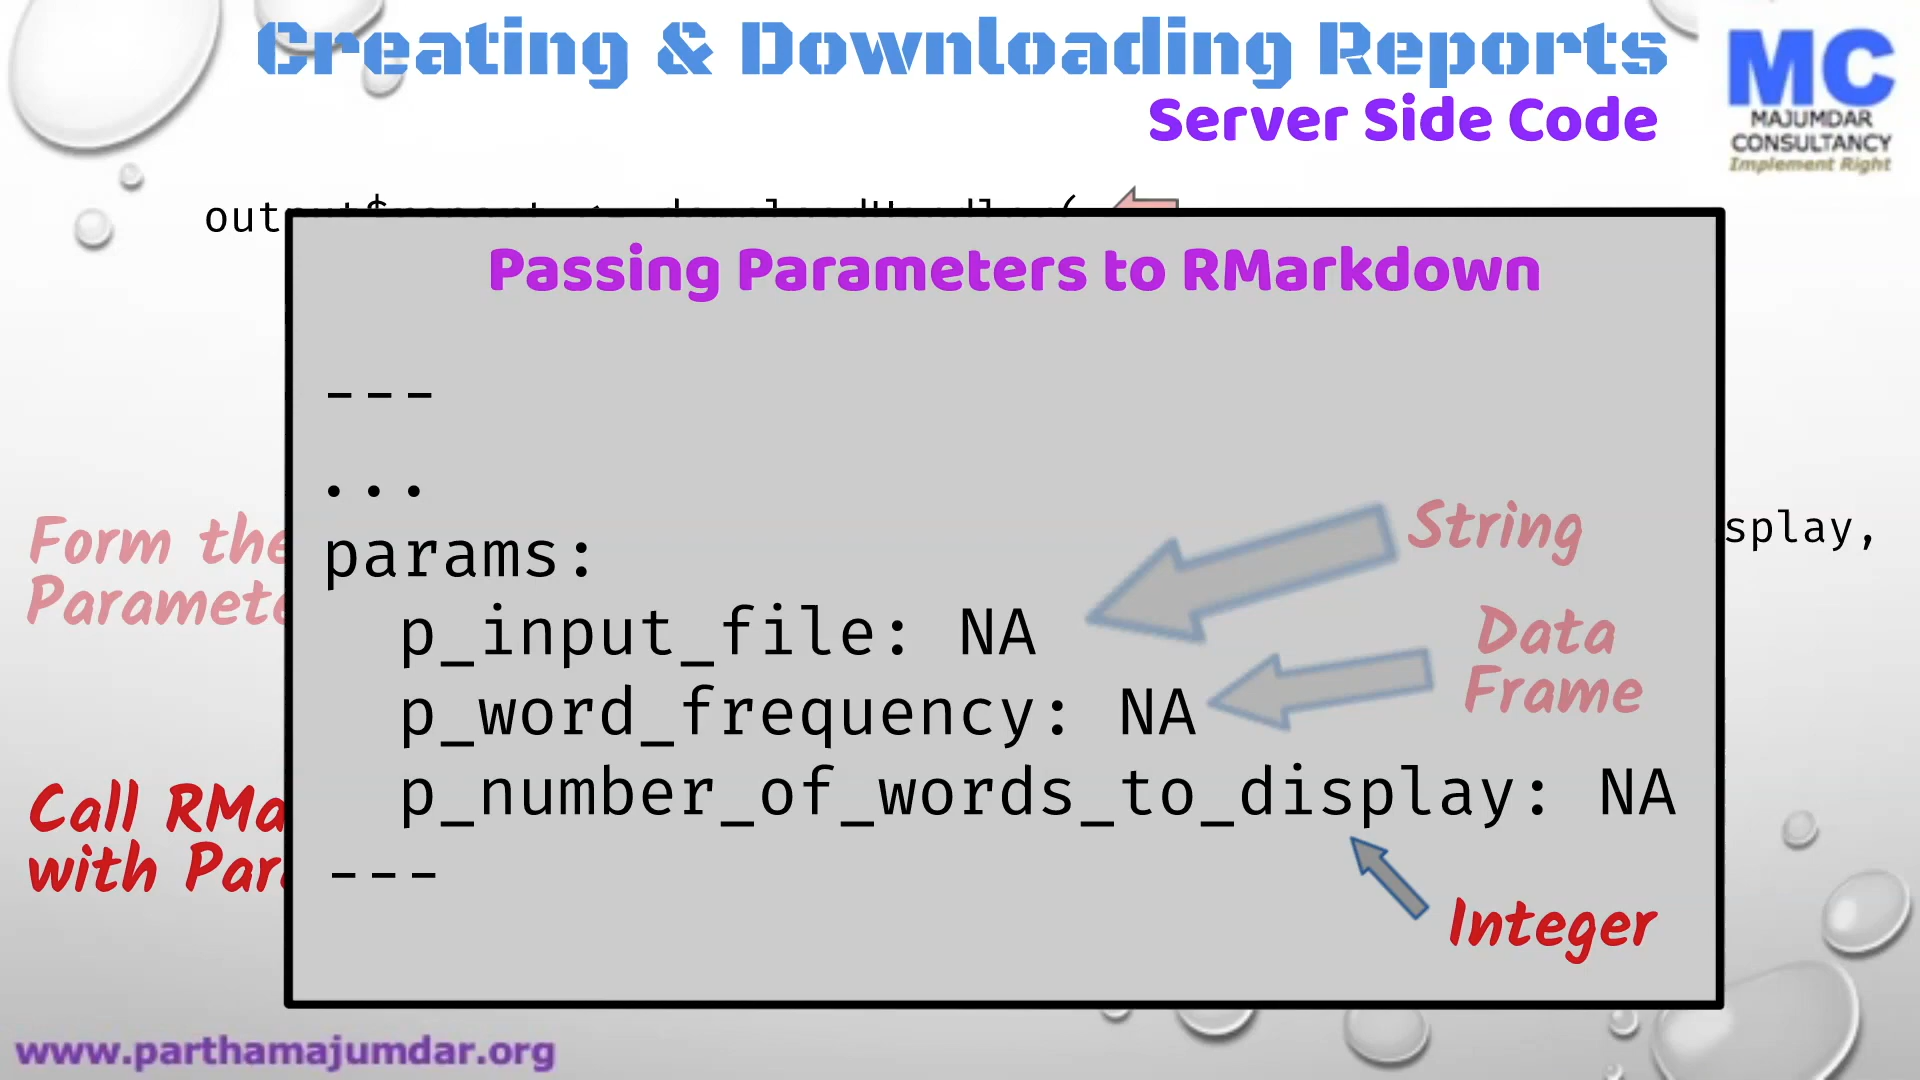 Creating & Downloading Reports
Server Side Code
MC
MAJUMDAR
CONSULTANCY
Implement Right
Passing Parameters to RMarkdown
---
...
params:
p_input_file: NA
p_word_frequency: NA
p_number_of_words_to_display: NA
---
String
Data
Frame
Integer
Form the
splay,
Call RMa
with Par
www.parthamajumdar.org